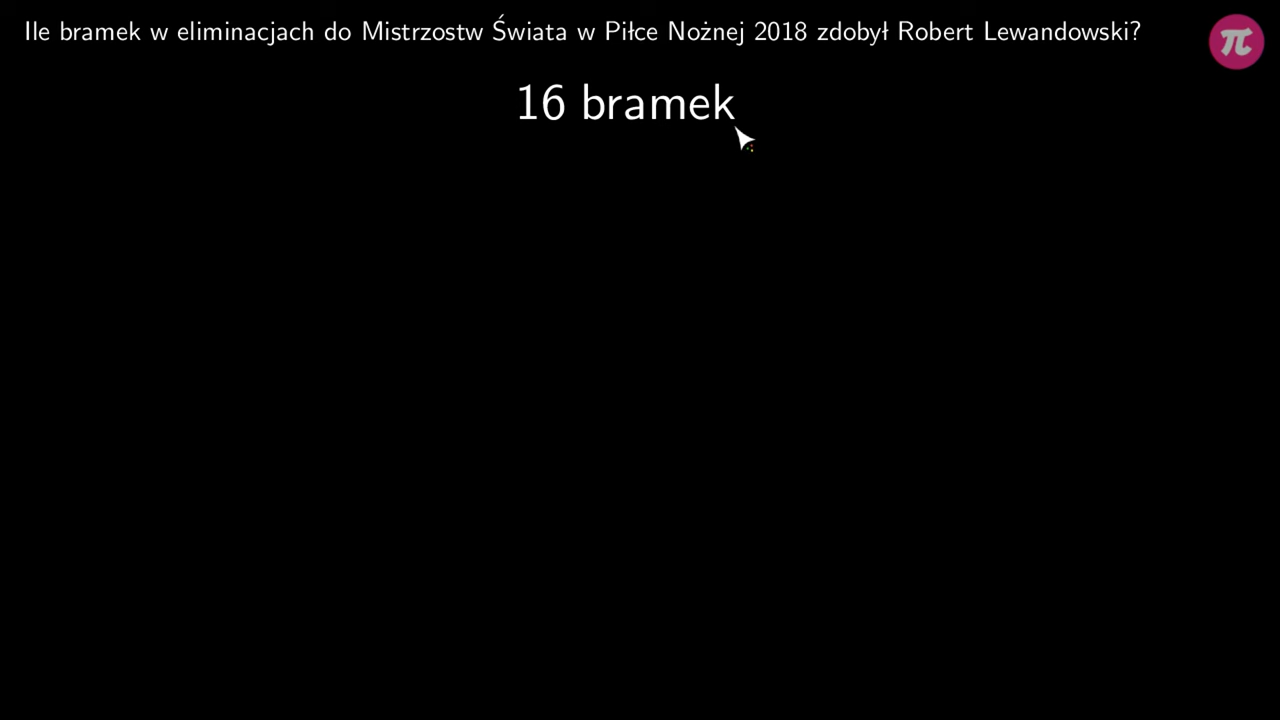 Ile bramek w eliminacjach do Mistrzostw Świata w Piłce Nożnej 2018 zdobył Robert Lewandowski?
π
16 bramek